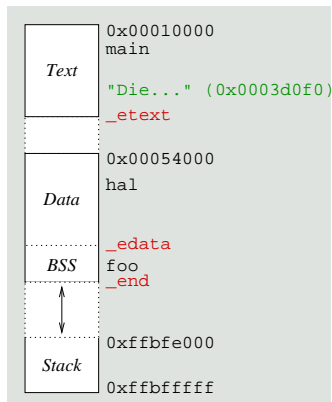 0x00010000
main
Text
"Die..." (0x0003d0f0)
_etext
0x00054000
hal
Data
_edata
BSS
foo
_end
0xffbfe000
Stack
0xffbfffff